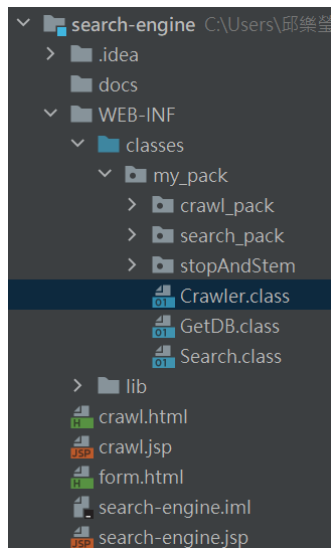 search-engine C:\Users\邱樂瑩
.idea
docs
WEB-INF
classes
my_pack
crawl_pack
search_pack
stopAndStem
Crawler.class
GetDB.class
Search.class
lib
crawl.html
crawl.jsp
form.html
search-engine.iml
search-engine.jsp